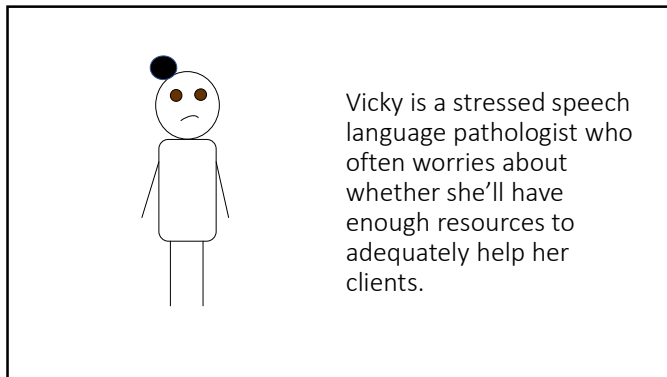 Vicky is a stressed speech
language pathologist who
often worries about
whether she’ll have
enough resources to
adequately help her
clients.